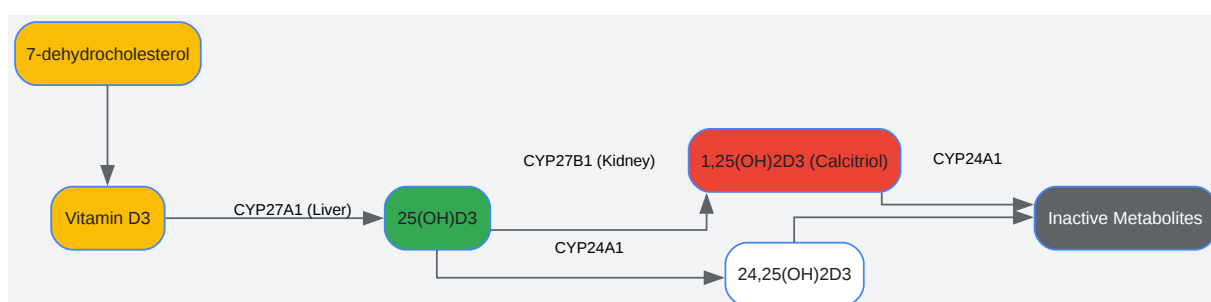 7-dehydrocholesterol
CYP27B1 (Kidney)
1,25(OH)2D3 (Calcitriol)
CYP24A1
Vitamin D3
CYP27A1 (Liver)
25(OH)D3
Inactive Metabolites
CYP24A1
24,25(OH)2D3